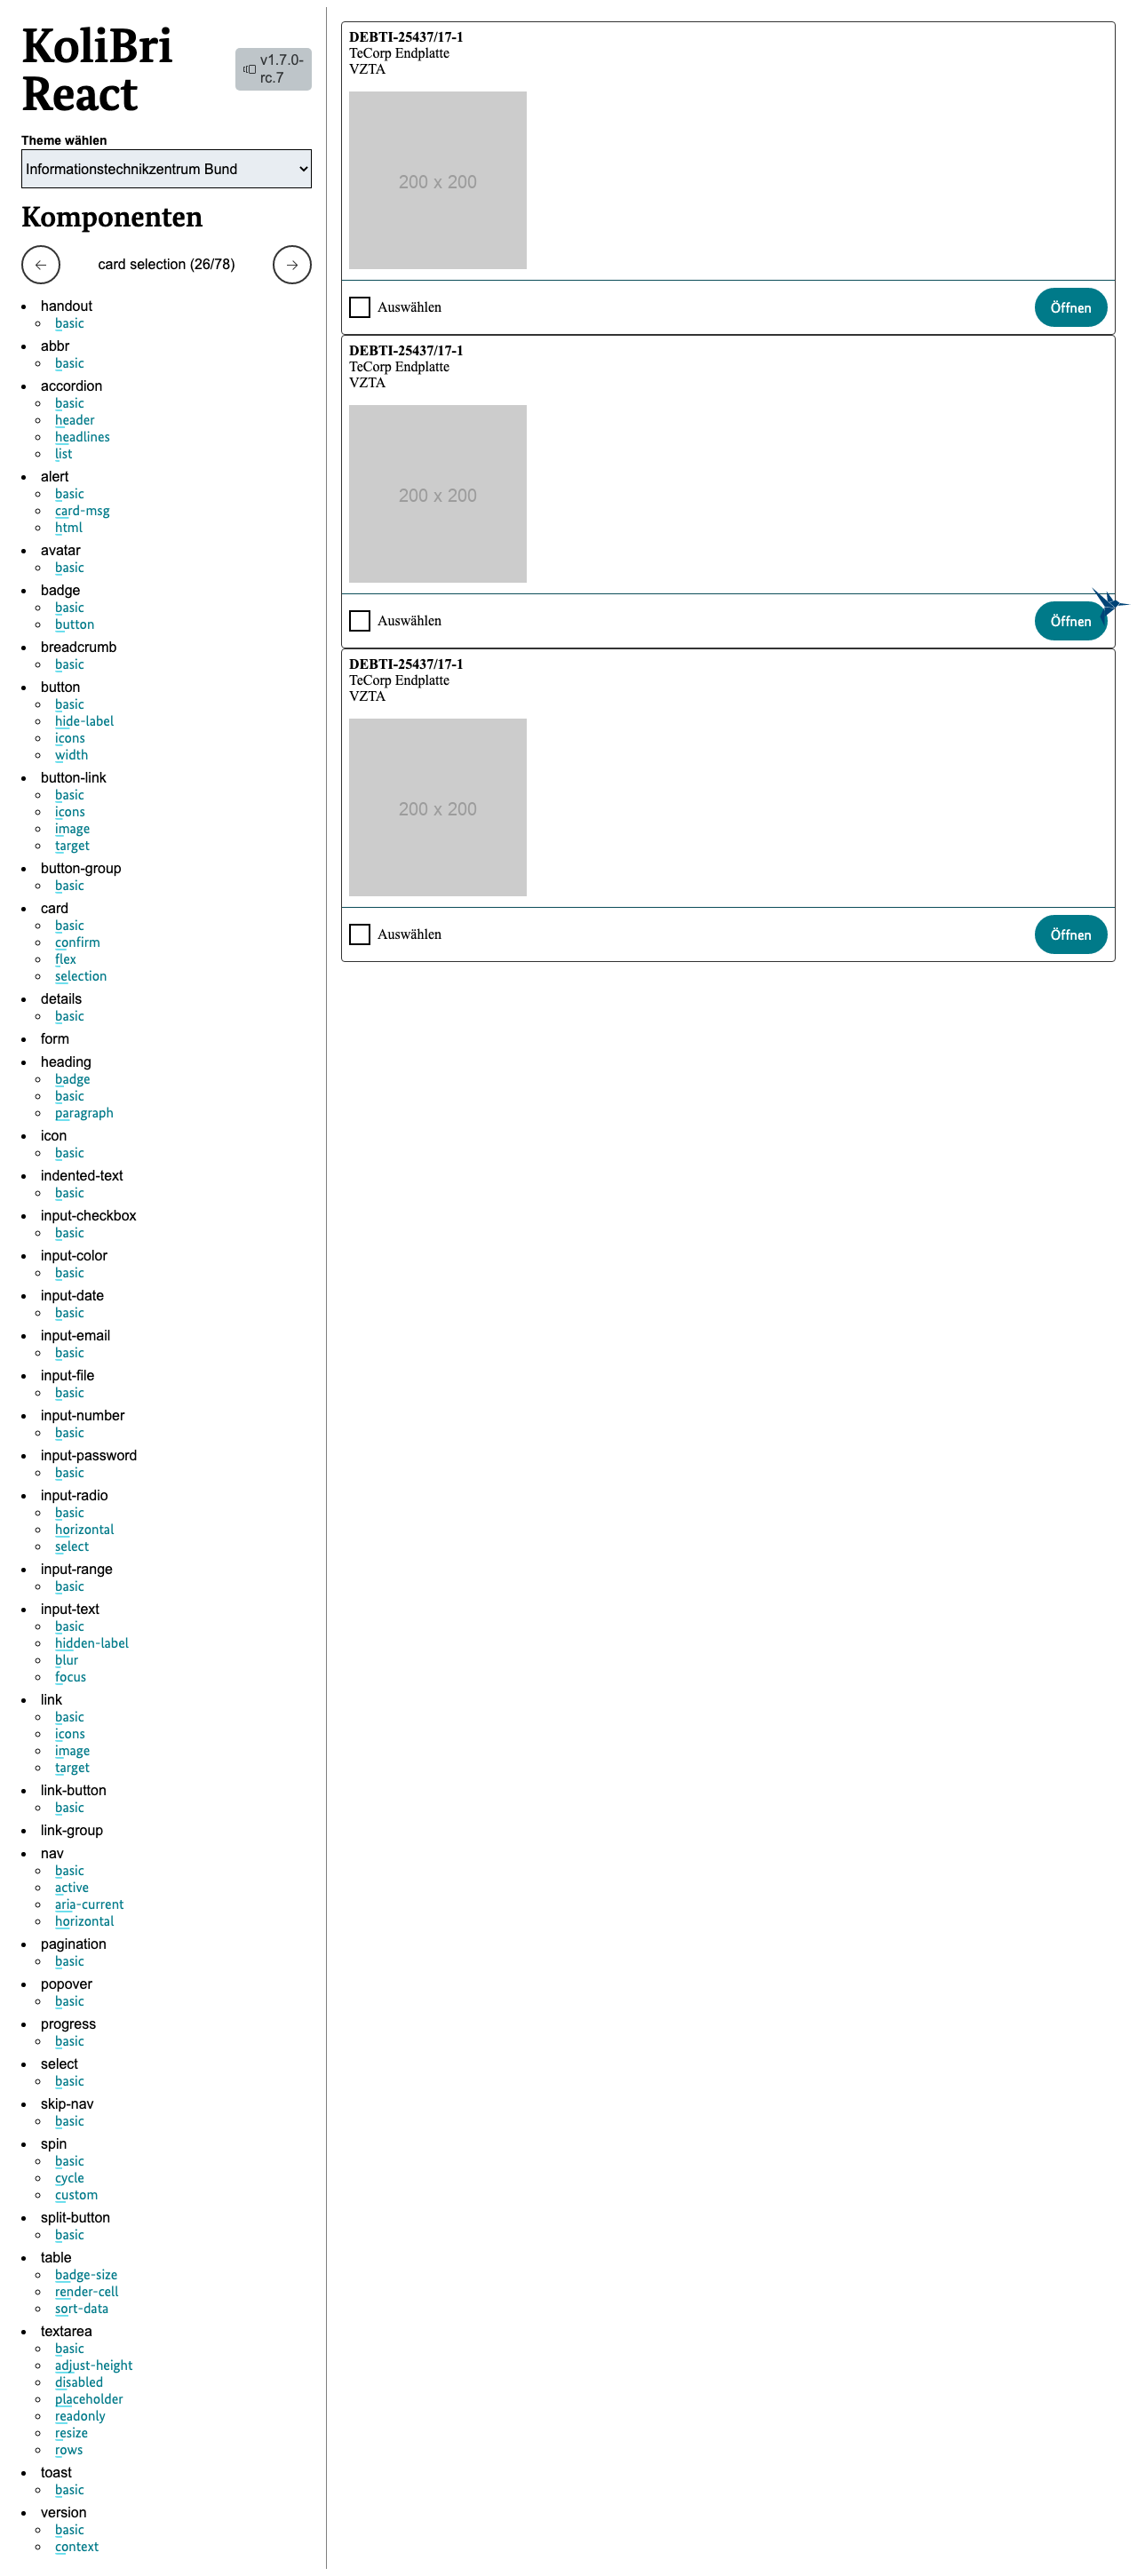 KoliBri
React
v1.7.0-
rc.7
Theme wählen
Informationstechnikzentrum Bund
Komponenten
card selection (26/78)
handout
basic
abbr
basic
accordion
basic
header
headlines
list
alert
basic
card-msg
html
avatar
basic
badge
basic
button
breadcrumb
basic
button
basic
hide-label
icons
width
button-link
basic
icons
image
target
button-group
basic
card
basic
confirm
flex
selection
details
basic
form
heading
badge
basic
paragraph
icon
basic
indented-text
basic
input-checkbox
basic
input-color
basic
input-date
basic
input-email
basic
input-file
basic
input-number
basic
input-password
basic
input-radio
basic
horizontal
select
input-range
basic
input-text
basic
hidden-label
blur
focus
link
basic
icons
image
target
link-button
basic
link-group
nav
basic
active
aria-current
horizontal
pagination
basic
popover
basic
progress
basic
select
basic
skip-nav
basic
spin
basic
cycle
custom
split-button
basic
table
badge-size
render-cell
sort-data
textarea
basic
adjust-height
disabled
placeholder
readonly
resize
rows
toast
basic
version
basic
context
DEBTI-25437/17-1
TeCorp Endplatte
VZTA
200 x 200
Auswählen Öffnen
DEBTI-25437/17-1
TeCorp Endplatte
VZTA
200 x 200
Auswählen Öffnen
DEBTI-25437/17-1
TeCorp Endplatte
VZTA
200 x 200
Auswählen Öffnen